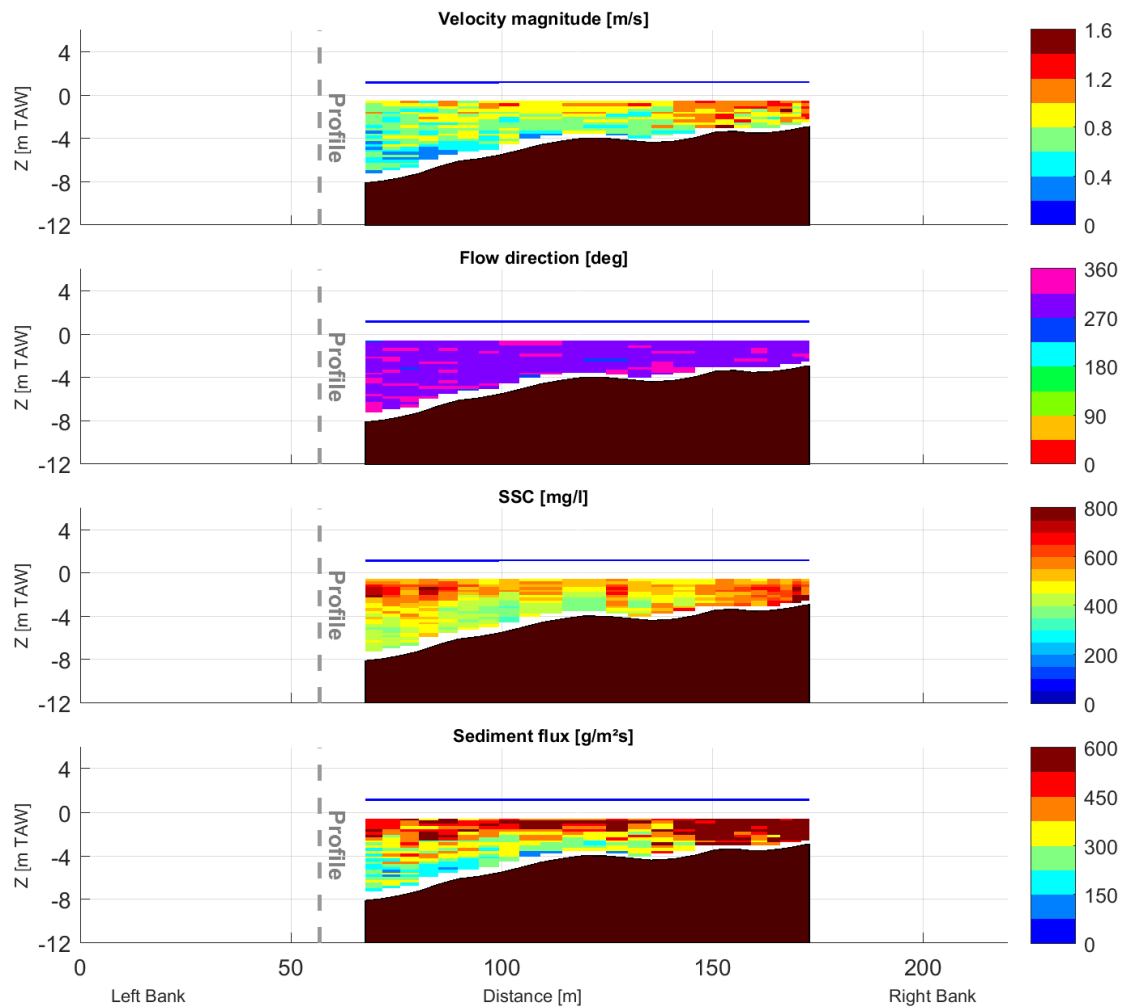 Velocity magnitude [m/s]
Z [m TAW]
4
0
-4
-8
-12
Profile
1.6
1.2
0.8
0.4
0
Flow direction [deg]
Z [m TAW]
4
0
-4
-8
-12
Profile
360
270
180
90
0
SSC [mg/l]
Z [m TAW]
4
0
-4
-8
-12
Profile
800
600
400
200
0
Sediment flux [g/m²s]
Z [m TAW]
4
0
-4
-8
-12
Profile
600
450
300
150
0
0 50 100 150 200
Left Bank Distance [m] Right Bank